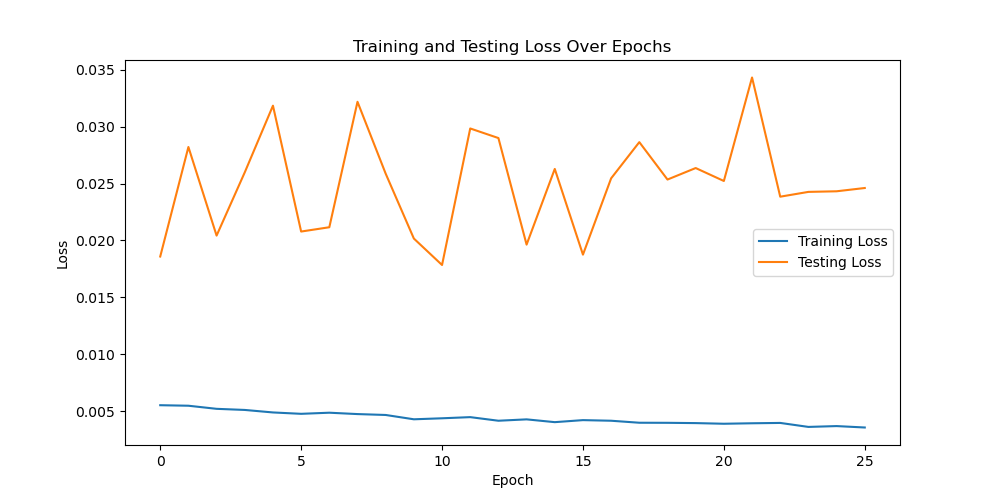 Training and Testing Loss Over Epochs
0.035
0.030
0.025
0.020
0.015
0.010
0.005
Loss
Training Loss
Testing Loss
0 5 10 15 20 25
Epoch